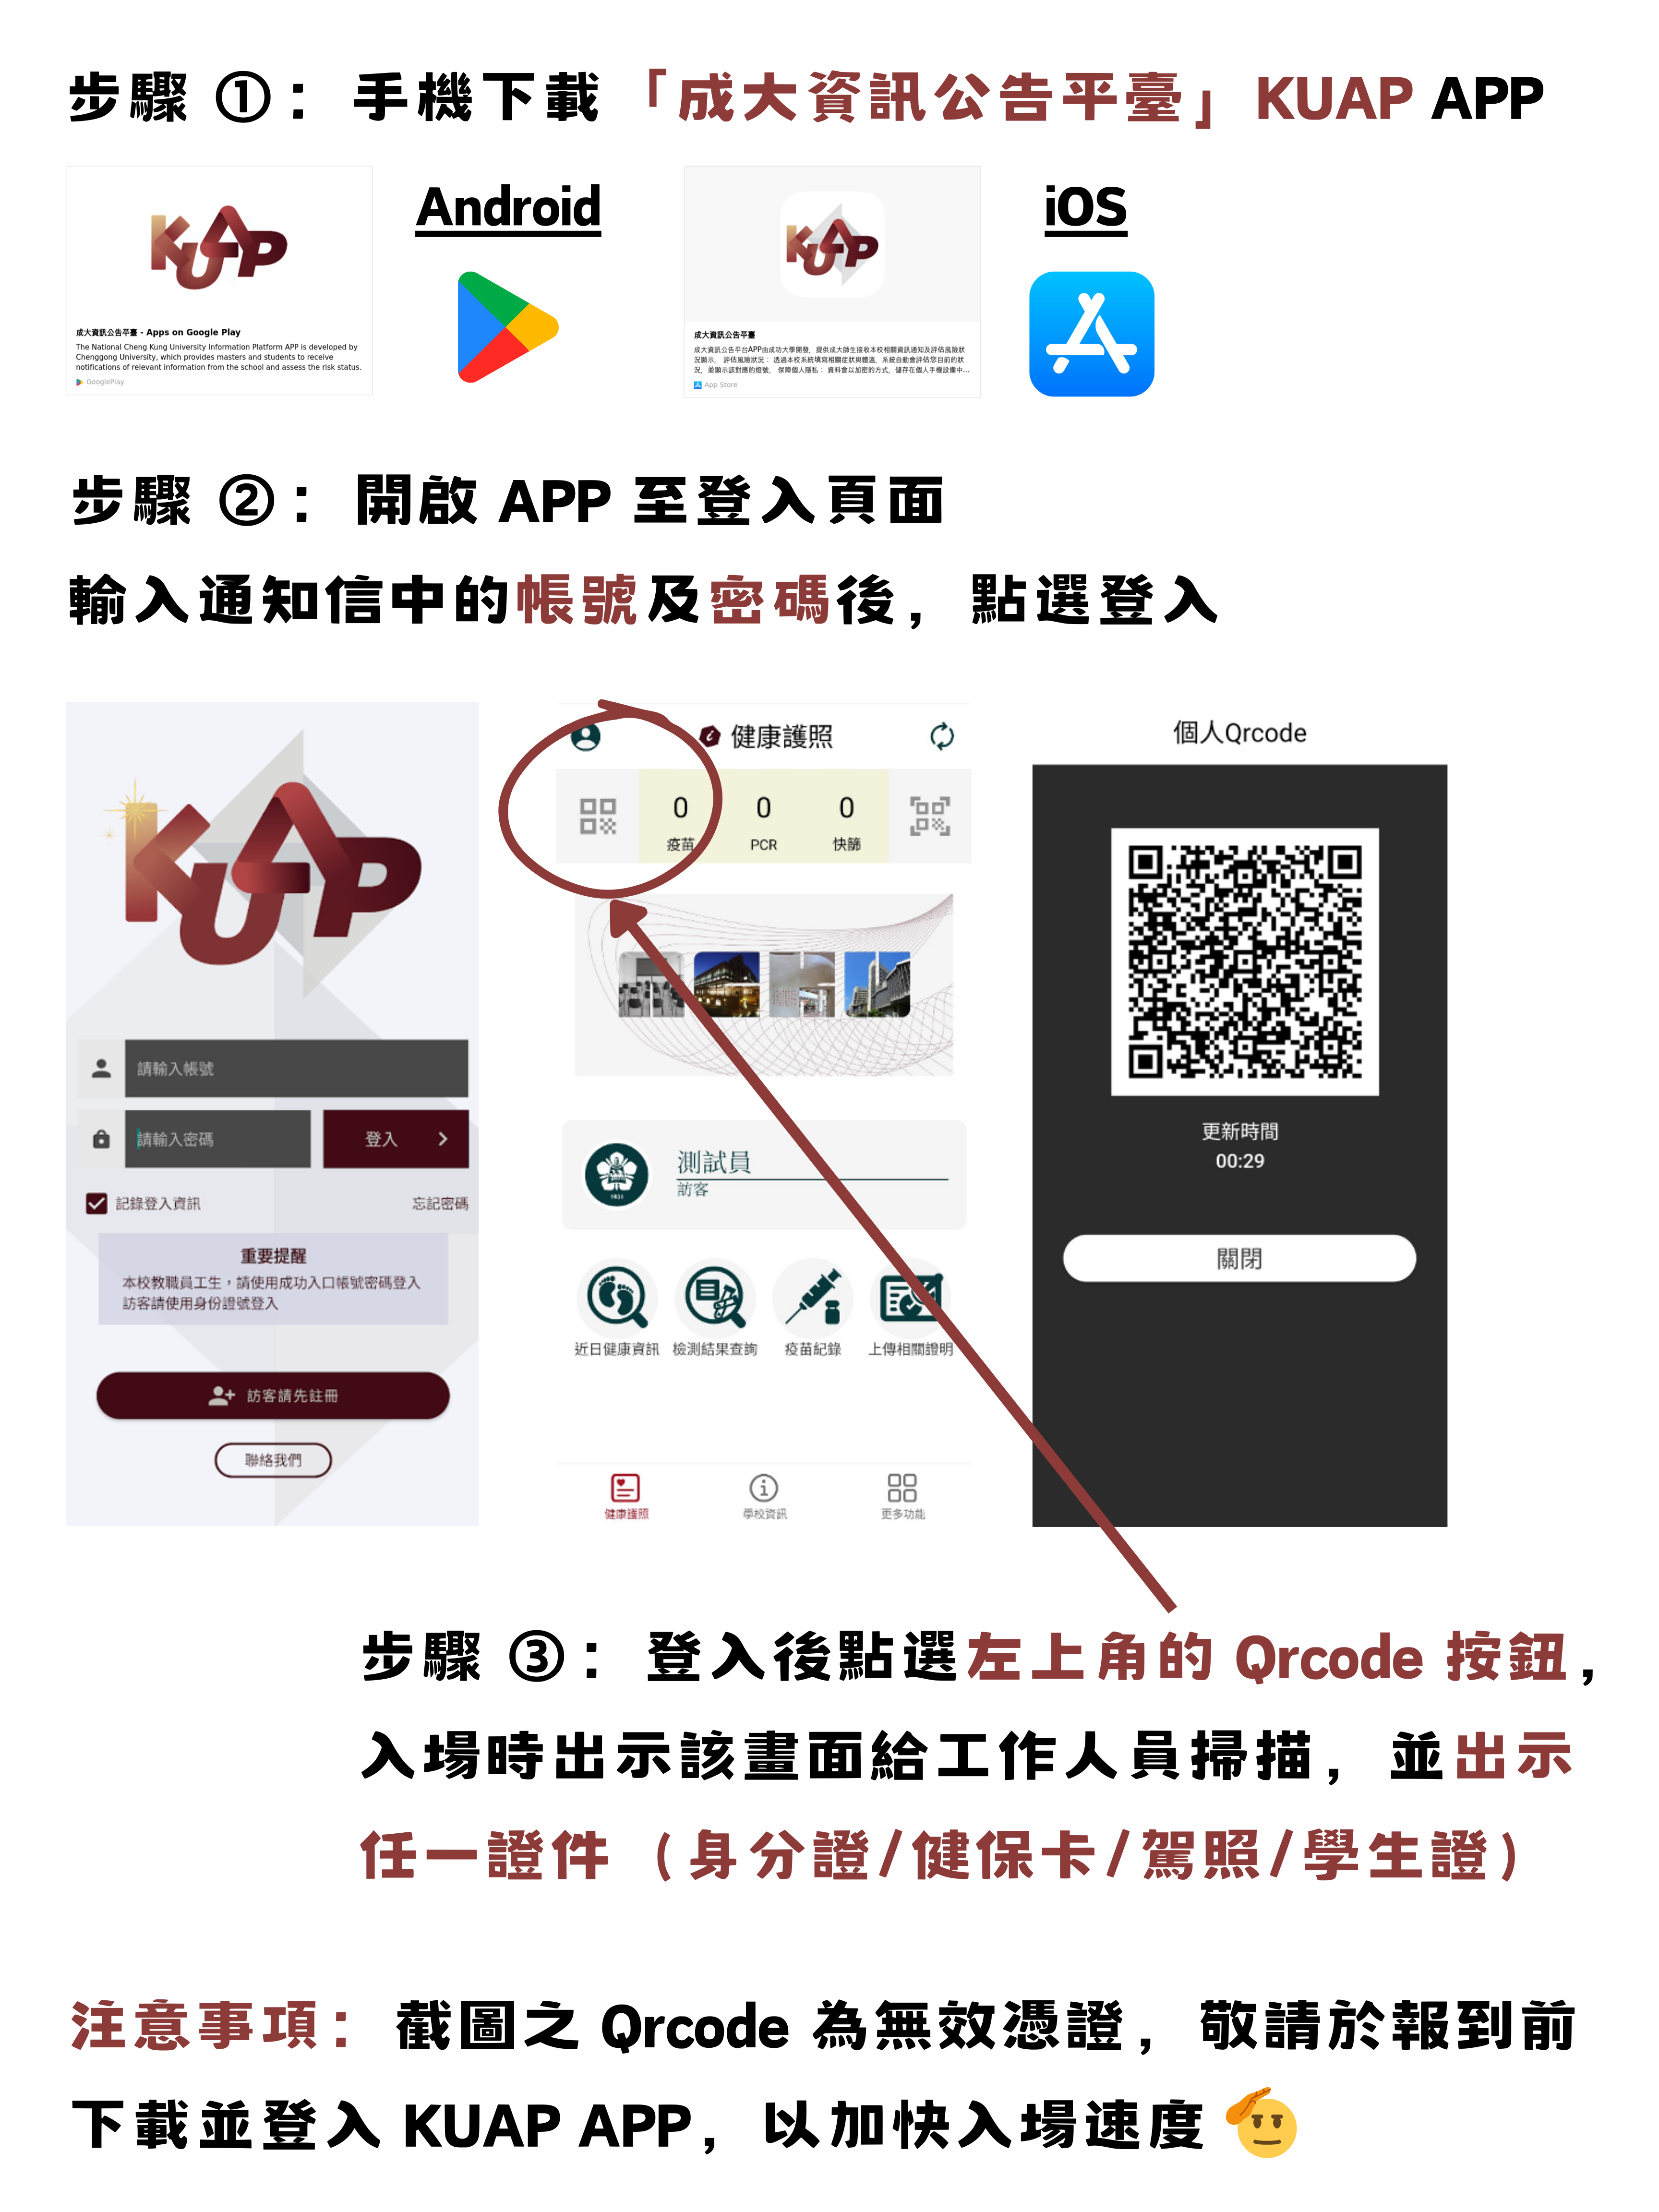 步驟 ①：手機下載「成大資訊公告平臺」KUAP APP
KUAP
成大資訊公告平臺 - Apps on Google Play
The National Cheng Kung University Information Platform APP is developed by
Chenggong University, which provides masters and students to receive
notifications of relevant information from the school and assess the risk status.
GooglePlay
Android
KUAP
成大資訊公告平臺
成大資訊公告平台APP由成功大學開發，提供成大師生接收本校相關資訊通知及評估風險狀
況顯示。 評估風險狀況： 透過本校系統填寫相關症狀與體溫，系統自動會評估您目前的狀
況，並顯示該對應的燈號。 保障個人隱私： 資料會以加密的方式，儲存在個人手機設備中...
App Store
iOS
步驟 ②：開啟 APP 至登入頁面
輸入通知信中的帳號及密碼後，點選登入
KUAP
請輸入帳號
請輸入密碼
登入
記錄登入資訊
忘記密碼
重要提醒
本校教職員工生，請使用成功入口帳號密碼登入
訪客請使用身份證號登入
訪客請先註冊
聯絡我們
健康護照
0 0 0
疫苗 PCR 快篩
測試員
訪客
1931
近日健康資訊 檢測結果查詢 疫苗紀錄 上傳相關證明
健康護照 學校資訊 更多功能
個人Qrcode
更新時間
00:29
關閉
步驟 ③：登入後點選左上角的 Qrcode 按鈕，
入場時出示該畫面給工作人員掃描，並出示
任一證件（身分證/健保卡/駕照/學生證）
注意事項：截圖之 Qrcode 為無效憑證，敬請於報到前
下載並登入 KUAP APP，以加快入場速度